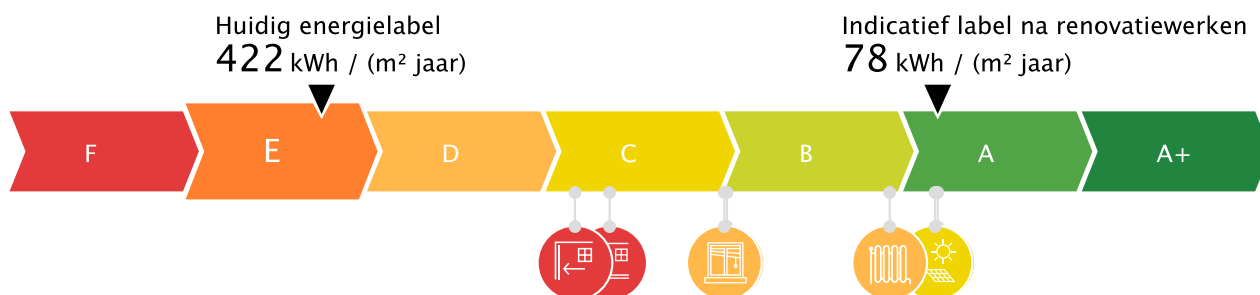 Huidig energielabel
422 kWh / (m² jaar)
Indicatief label na renovatiewerken
78 kWh / (m² jaar)
F
E
D
C
B
A
A+